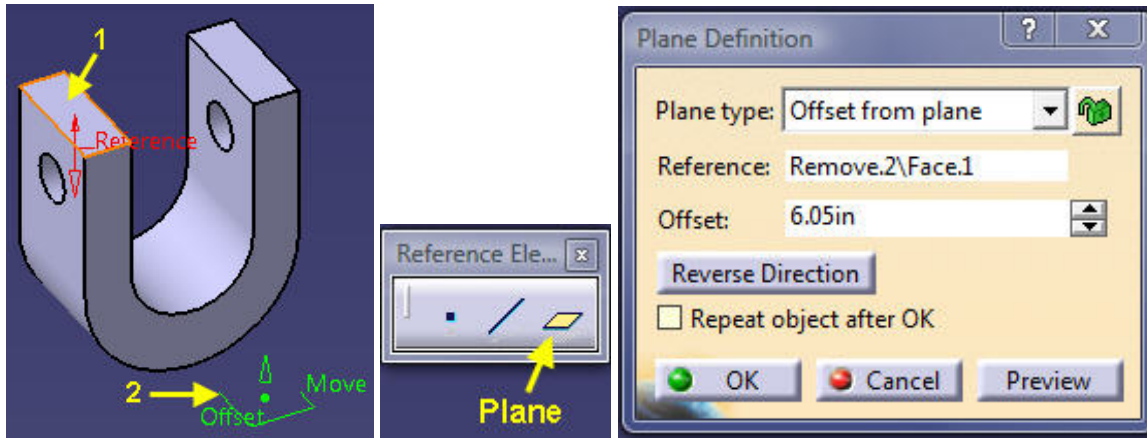 1
Reference
2
Move
Offset
Reference Ele...
Plane
Plane Definition
Plane type: Offset from plane
Reference: Remove.2\Face.1
Offset: 6.05in
Reverse Direction
Repeat object after OK
OK Cancel Preview